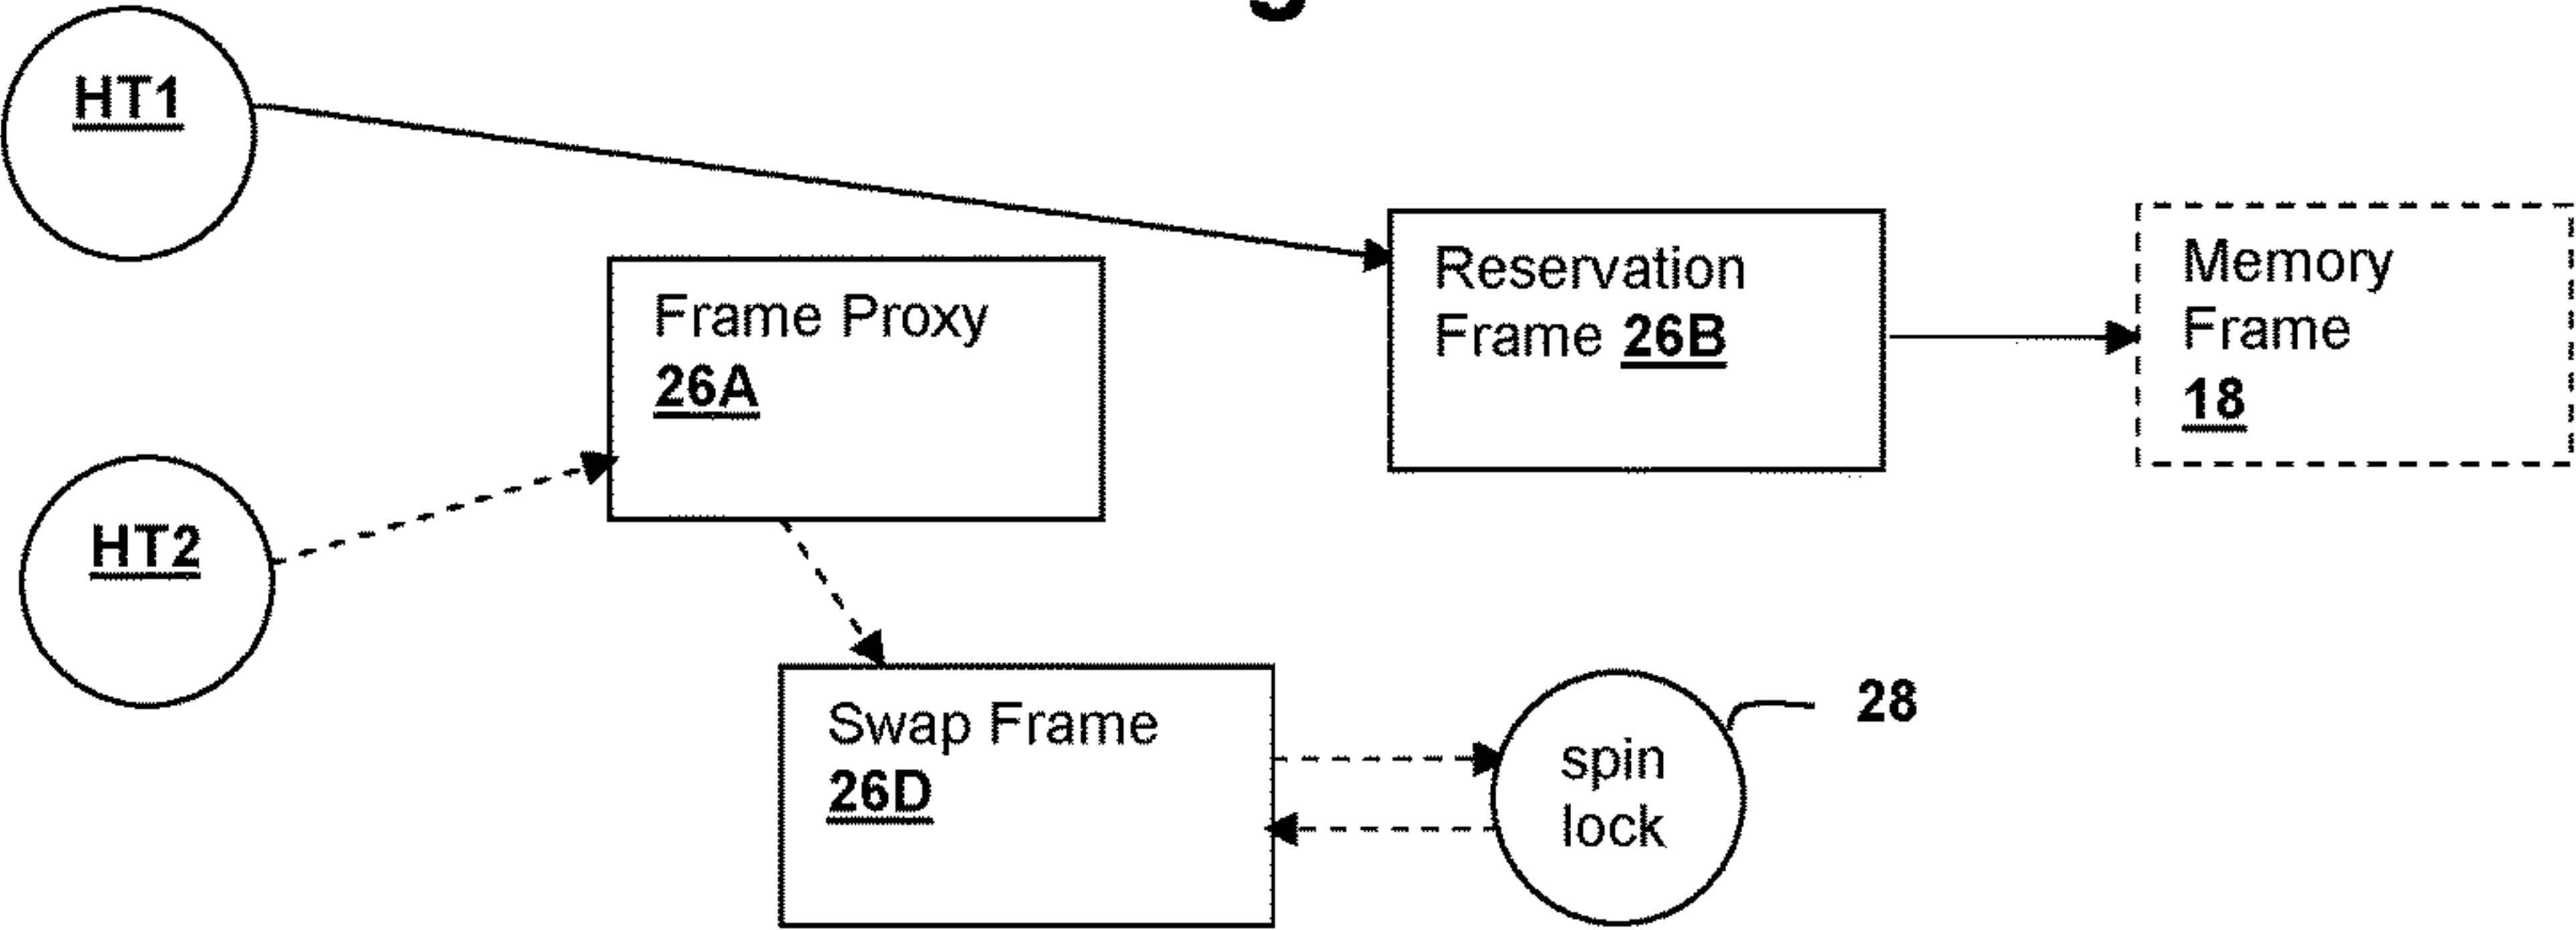 HT1
Reservation
Frame 26B
Memory
Frame
18
Frame Proxy
26A
HT2
Swap Frame
26D
spin
lock
28